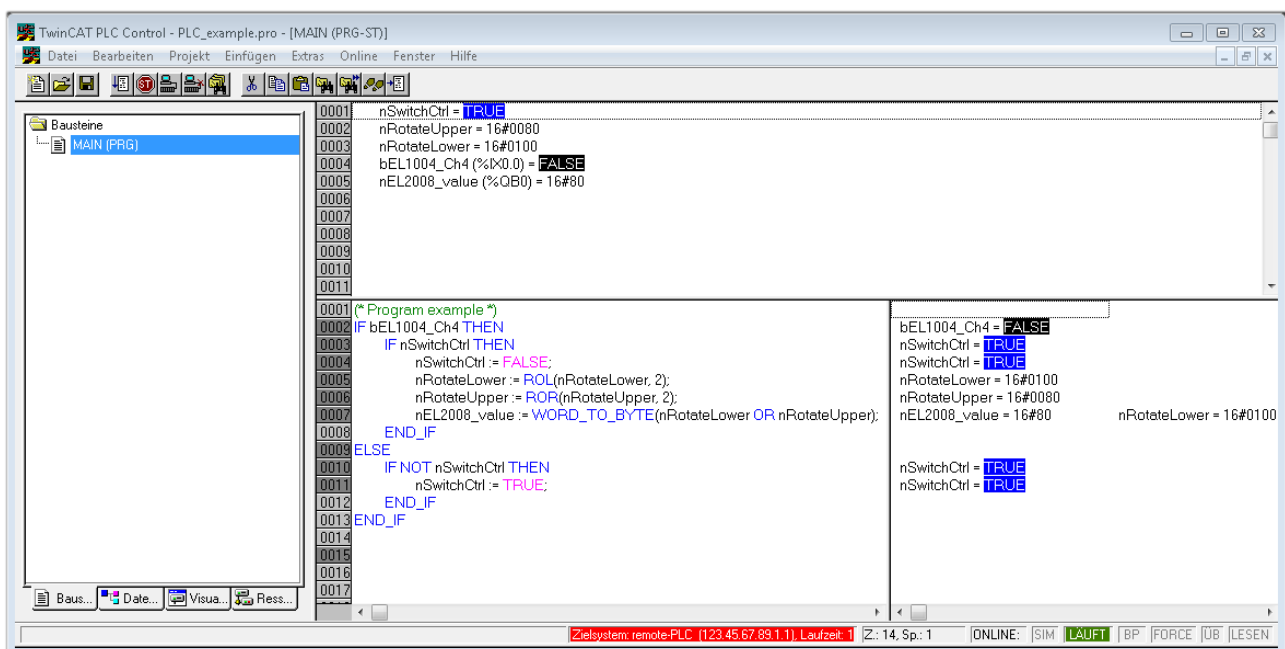 TwinCAT PLC Control - PLC_example.pro - [MAIN (PRG-ST)]
Datei Bearbeiten Projekt Einfügen Extras Online Fenster Hilfe
Bausteine
MAIN (PRG)
0001 nSwitchCtrl = TRUE
0002 nRotateUpper = 16#0080
0003 nRotateLower = 16#0100
0004 bEL1004_Ch4 (%IX0.0) = FALSE
0005 nEL2008_value (%QB0) = 16#80
0006
0007
0008
0009
0010
0011
0001 (* Program example *)
0002 IF bEL1004_Ch4 THEN bEL1004_Ch4 = FALSE
0003 IF nSwitchCtrl THEN nSwitchCtrl = TRUE
0004 nSwitchCtrl := FALSE; nSwitchCtrl = TRUE
0005 nRotateLower := ROL(nRotateLower, 2); nRotateLower = 16#0100
0006 nRotateUpper := ROR(nRotateUpper, 2); nRotateUpper = 16#0080
0007 nEL2008_value := WORD_TO_BYTE(nRotateLower OR nRotateUpper); nEL2008_value = 16#80 nRotateLower = 16#0100
0008 END_IF
0009 ELSE
0010 IF NOT nSwitchCtrl THEN nSwitchCtrl = TRUE
0011 nSwitchCtrl := TRUE; nSwitchCtrl = TRUE
0012 END_IF
0013 END_IF
0014
0015
0016
0017
Baus... Date... Visua... Ress...
Zielsystem: remote-PLC (123.45.67.89.1.1), Laufzeit: 1 Z.: 14, Sp.: 1 ONLINE: SIM LÄUFT BP FORCE ÜB LESEN